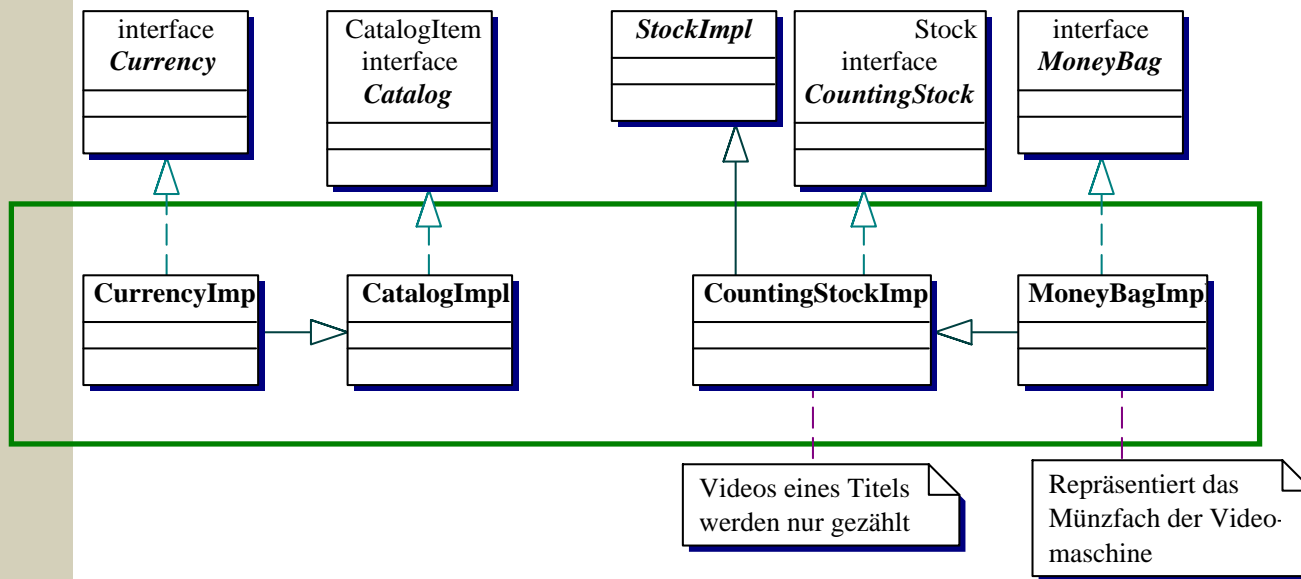 interface
Currency
CatalogItem
interface
Catalog
StockImpl
Stock
interface
CountingStock
interface
MoneyBag
CurrencyImp
CatalogImpl
CountingStockImp
MoneyBagImpl
Videos eines Titels
werden nur gezählt
Repräsentiert das
Münzfach der Video-
maschine